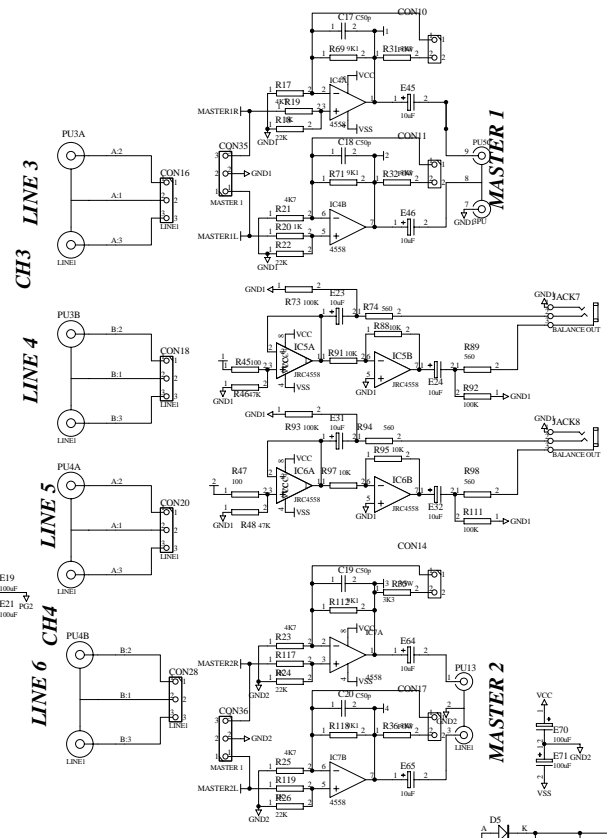 LINE 3
CH3
LINE 4
LINE 5
CH4
LINE 6
MASTER 1
MASTER 2
PU3A
A:2
A:1
A:3
CON16
LINE1
LINE1
PU3B
B:2
B:1
B:3
CON18
LINE1
LINE1
PU4A
A:2
A:1
A:3
CON20
LINE1
LINE1
PU4B
B:2
B:1
B:3
CON28
LINE1
LINE1
E19
100uF
E21
100uF
PG2
C17 C50p
CON10
R69 9K1
R17
R19
R18
22K
GND1
MASTER1R
IC4A
VCC
VSS
4558
E45
10uF
CON35
GND1
MASTER 1
C18 C50p
CON11
R71 9K1
4K7
R21
R20 1K
R22
22K
GND1
MASTER1L
IC4B
4558
E46
10uF
GND1
GND1
R73 100K
E23
10uF
R74 560
R88 10K
IC5A
VCC
VSS
JRC4558
R45 100
R46 47K
GND1
R91 10K
IC5B
JRC4558
GND1
E24
10uF
R89
560
R92
100K
GND1
GND1
JACK7
BALANCE OUT
GND1
R93 100K
E31
10uF
R94 560
R95 10K
IC6A
VCC
VSS
JRC4558
R47
100
R48 47K
GND1
R97 10K
IC6B
JRC4558
GND1
E32
10uF
R98
560
R111
100K
GND1
GND1
JACK8
BALANCE OUT
CON14
C19 C50p
3K3
R112 9K1
4K7
R23
R117
R24
22K
GND2
MASTER2R
IC7A
VCC
VSS
4558
E64
10uF
PU13
LINE1
GND2
CON36
GND2
MASTER 1
C20 C50p
CON17
R118 9K1
4K7
R25
R119
R26
22K
GND2
MASTER2L
IC7B
4558
E65
10uF
VCC
E70
100uF
GND2
E71
100uF
VSS
D5
A
K